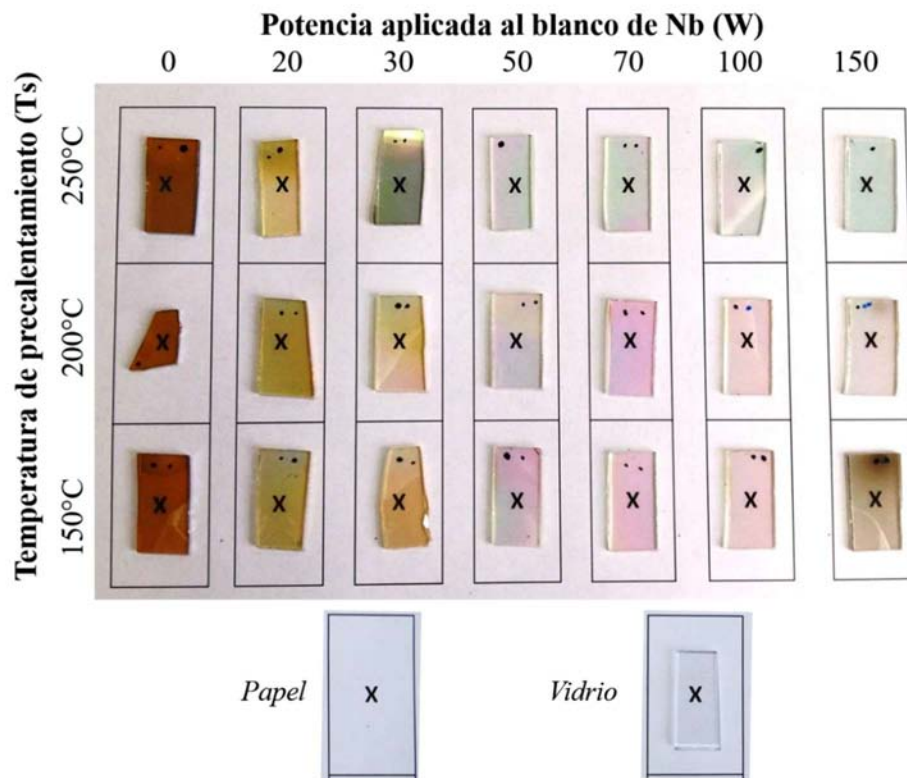 Potencia aplicada al blanco de Nb (W)
0 20 30 50 70 100 150
Temperatura de precalentamiento (Ts)
250°C
X X X X X X X
200°C
X X X X X X X
150°C
X X X X X X X
Papel X Vidrio X